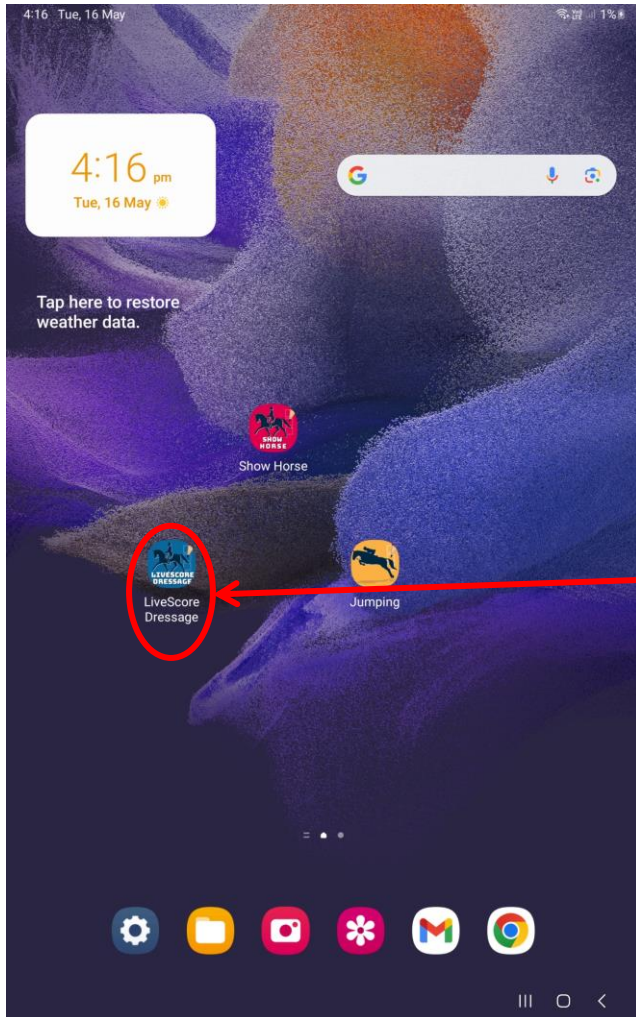 4:16 Tue, 16 May
1%
4:16 pm
Tue, 16 May
G
Tap here to restore
weather data.
SHOW
HORSE
Show Horse
LIVESCORE
DRESSAGE
LiveScore
Dressage
Jumping